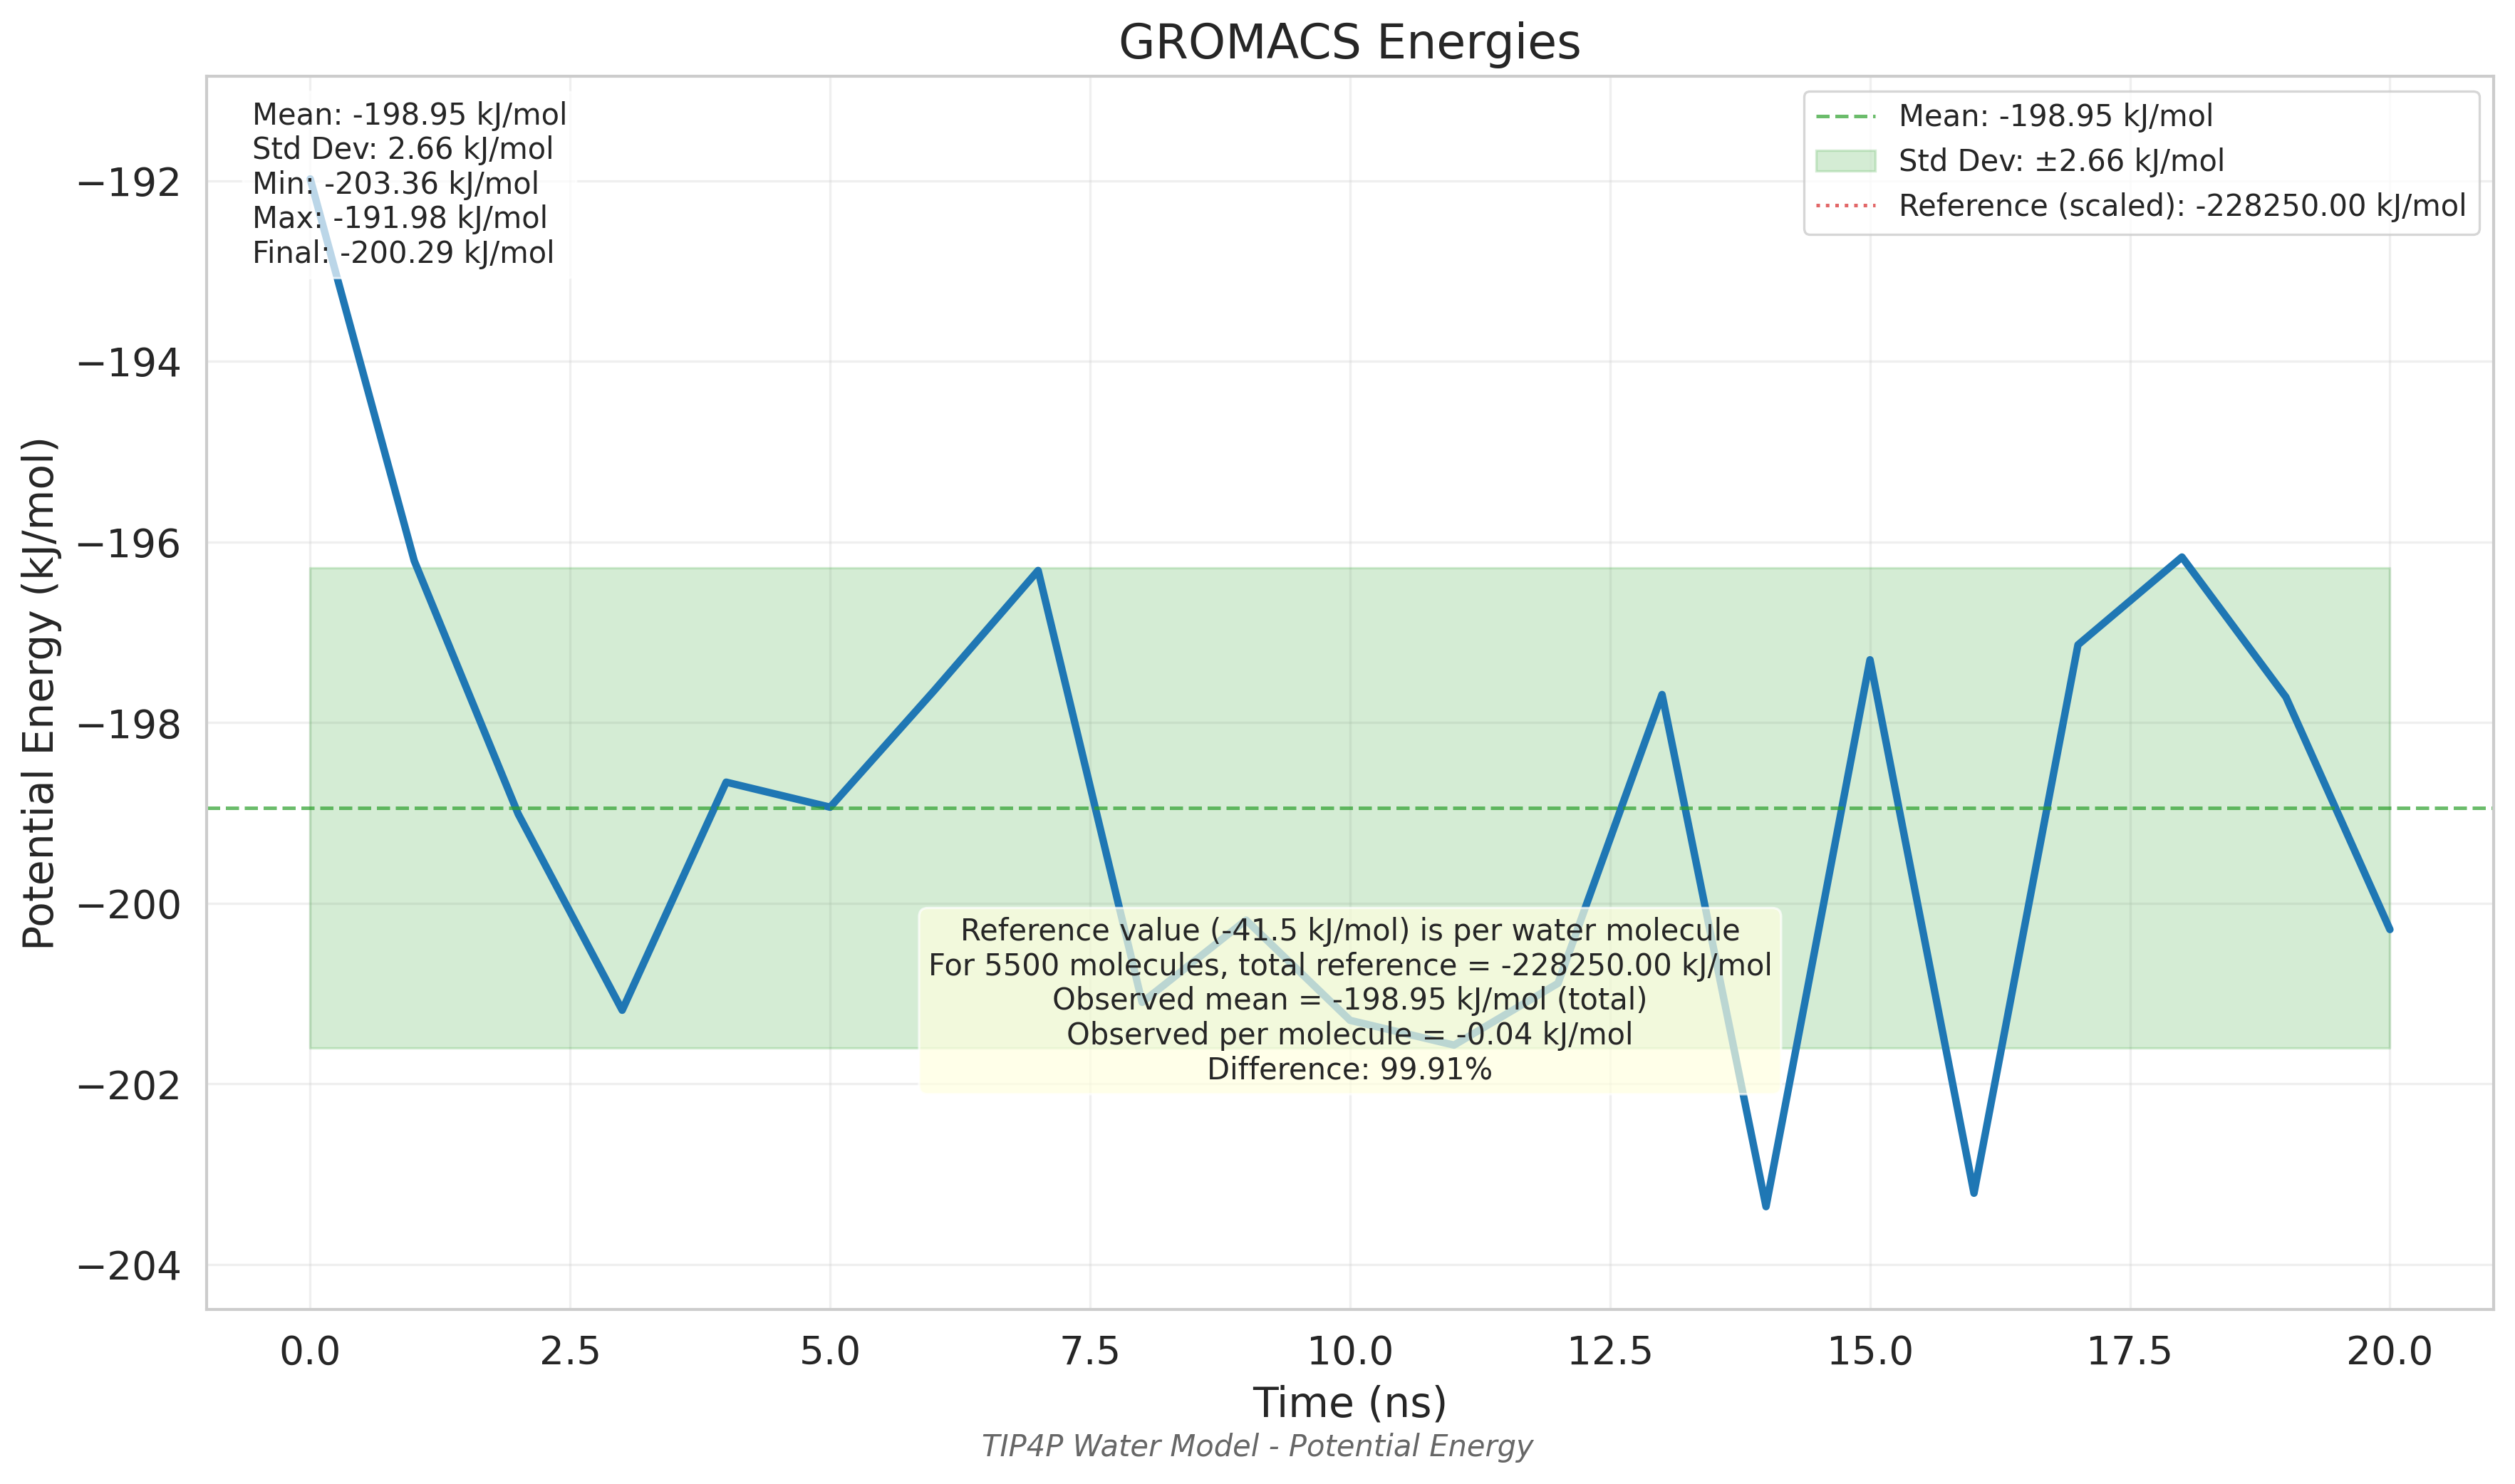 GROMACS Energies
Mean: -198.95 kJ/mol
Std Dev: 2.66 kJ/mol
Min: -203.36 kJ/mol
Max: -191.98 kJ/mol
Final: -200.29 kJ/mol
Mean: -198.95 kJ/mol
Std Dev: ±2.66 kJ/mol
Reference (scaled): -228250.00 kJ/mol
Potential Energy (kJ/mol)
−192
−194
−196
−198
−200
−202
−204
Reference value (-41.5 kJ/mol) is per water molecule
For 5500 molecules, total reference = -228250.00 kJ/mol
Observed mean = -198.95 kJ/mol (total)
Observed per molecule = -0.04 kJ/mol
Difference: 99.91%
0.0 2.5 5.0 7.5 10.0 12.5 15.0 17.5 20.0
Time (ns)
TIP4P Water Model - Potential Energy